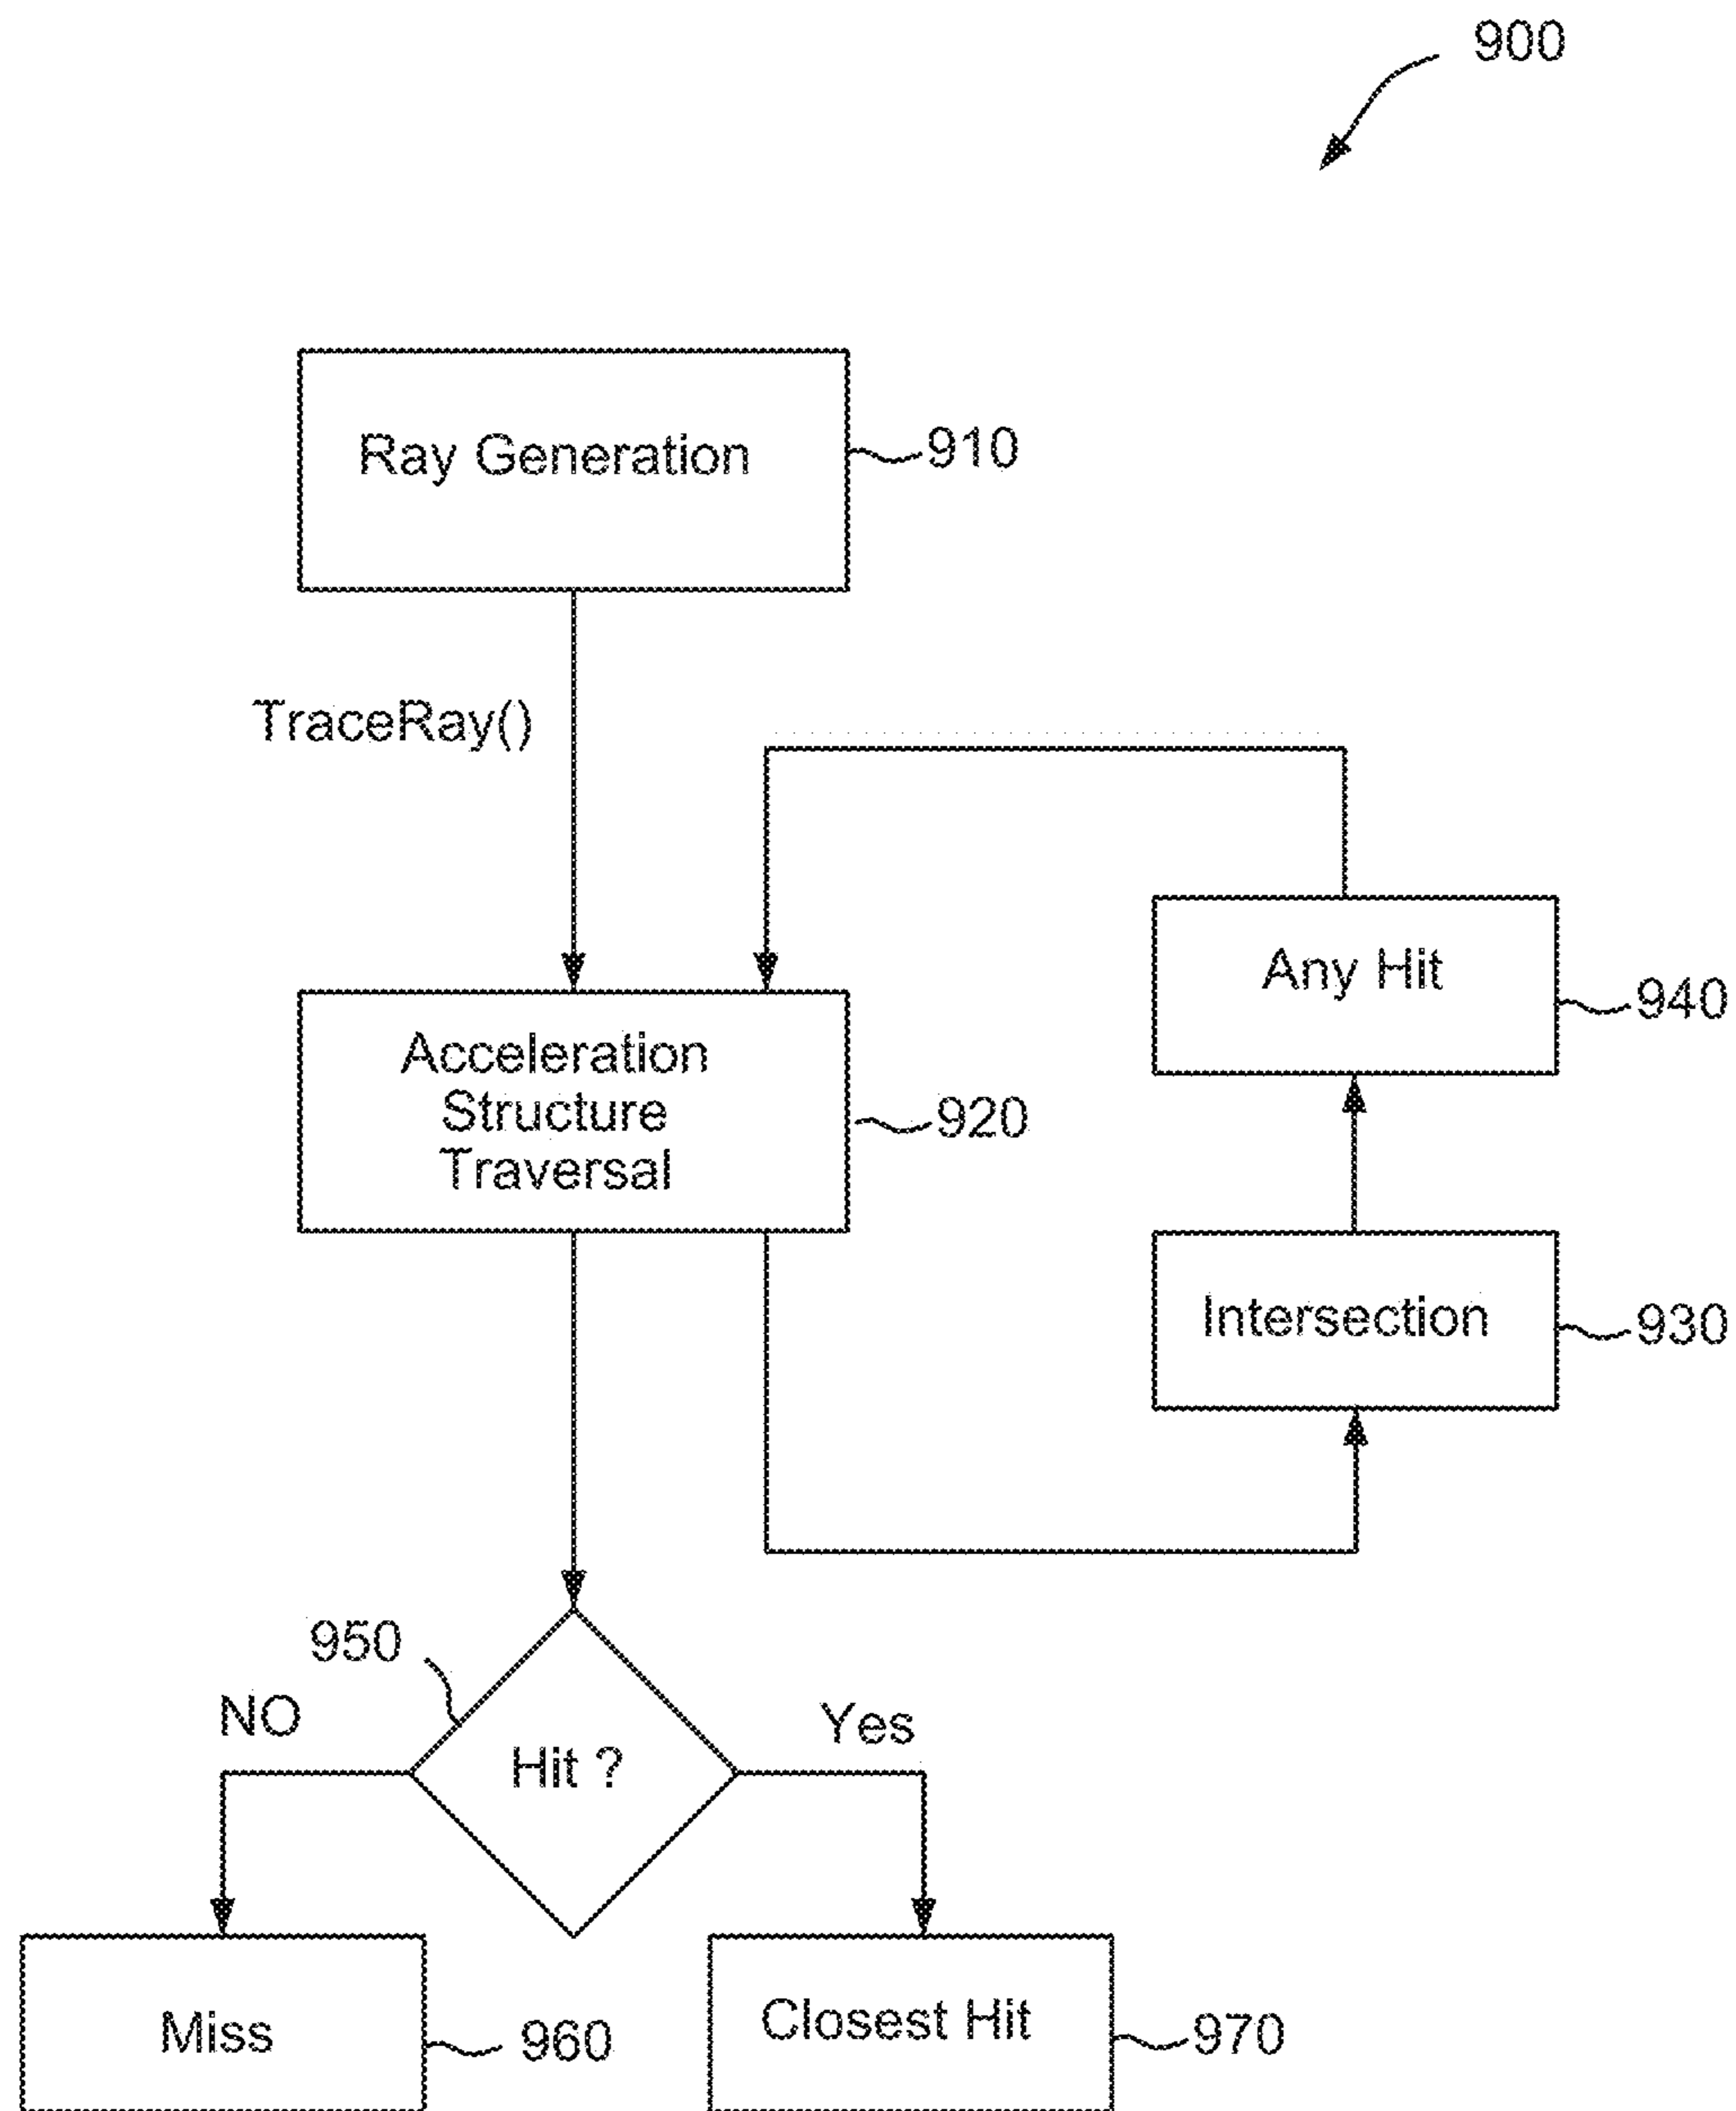 900
Ray Generation
910
TraceRay()
Any Hit
940
Acceleration
Structure
Traversal
920
Intersection
930
950
NO
Yes
Hit ?
Miss
960
Closest Hit
970